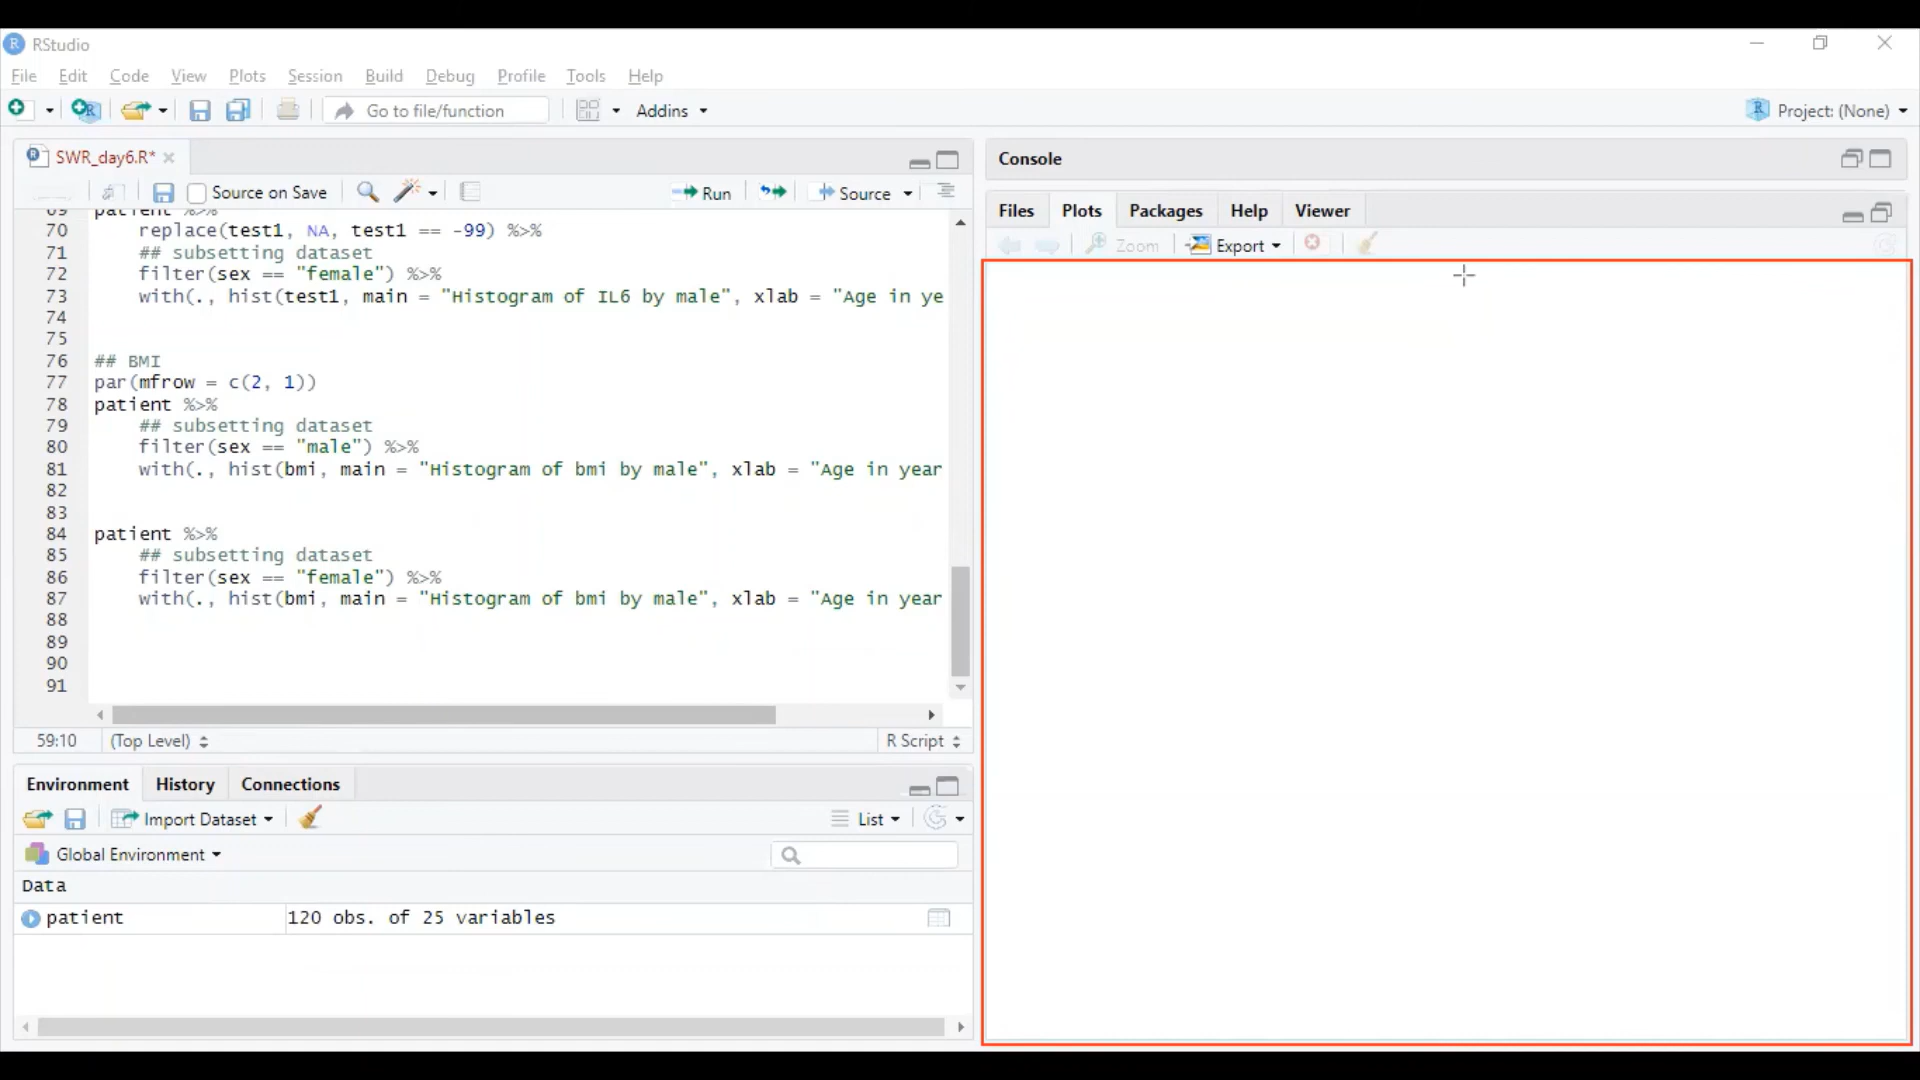 RStudio
File Edit Code View Plots Session Build Debug Profile Tools Help
Go to file/function Addins Project: (None)
SWR_day6.R*
Source on Save Run Source
69 patient %>%
70 replace(test1, NA, test1 == -99) %>%
71 ## subsetting dataset
72 filter(sex == "female") %>%
73 with(., hist(test1, main = "Histogram of IL6 by male", xlab = "Age in ye
74
75
76 ## BMI
77 par(mfrow = c(2, 1))
78 patient %>%
79 ## subsetting dataset
80 filter(sex == "male") %>%
81 with(., hist(bmi, main = "Histogram of bmi by male", xlab = "Age in year
82
83
84 patient %>%
85 ## subsetting dataset
86 filter(sex == "female") %>%
87 with(., hist(bmi, main = "Histogram of bmi by male", xlab = "Age in year
88
89
90
91
59:10 (Top Level) R Script
Environment History Connections
Import Dataset List
Global Environment
Data
patient 120 obs. of 25 variables
Console
Files Plots Packages Help Viewer
Zoom Export